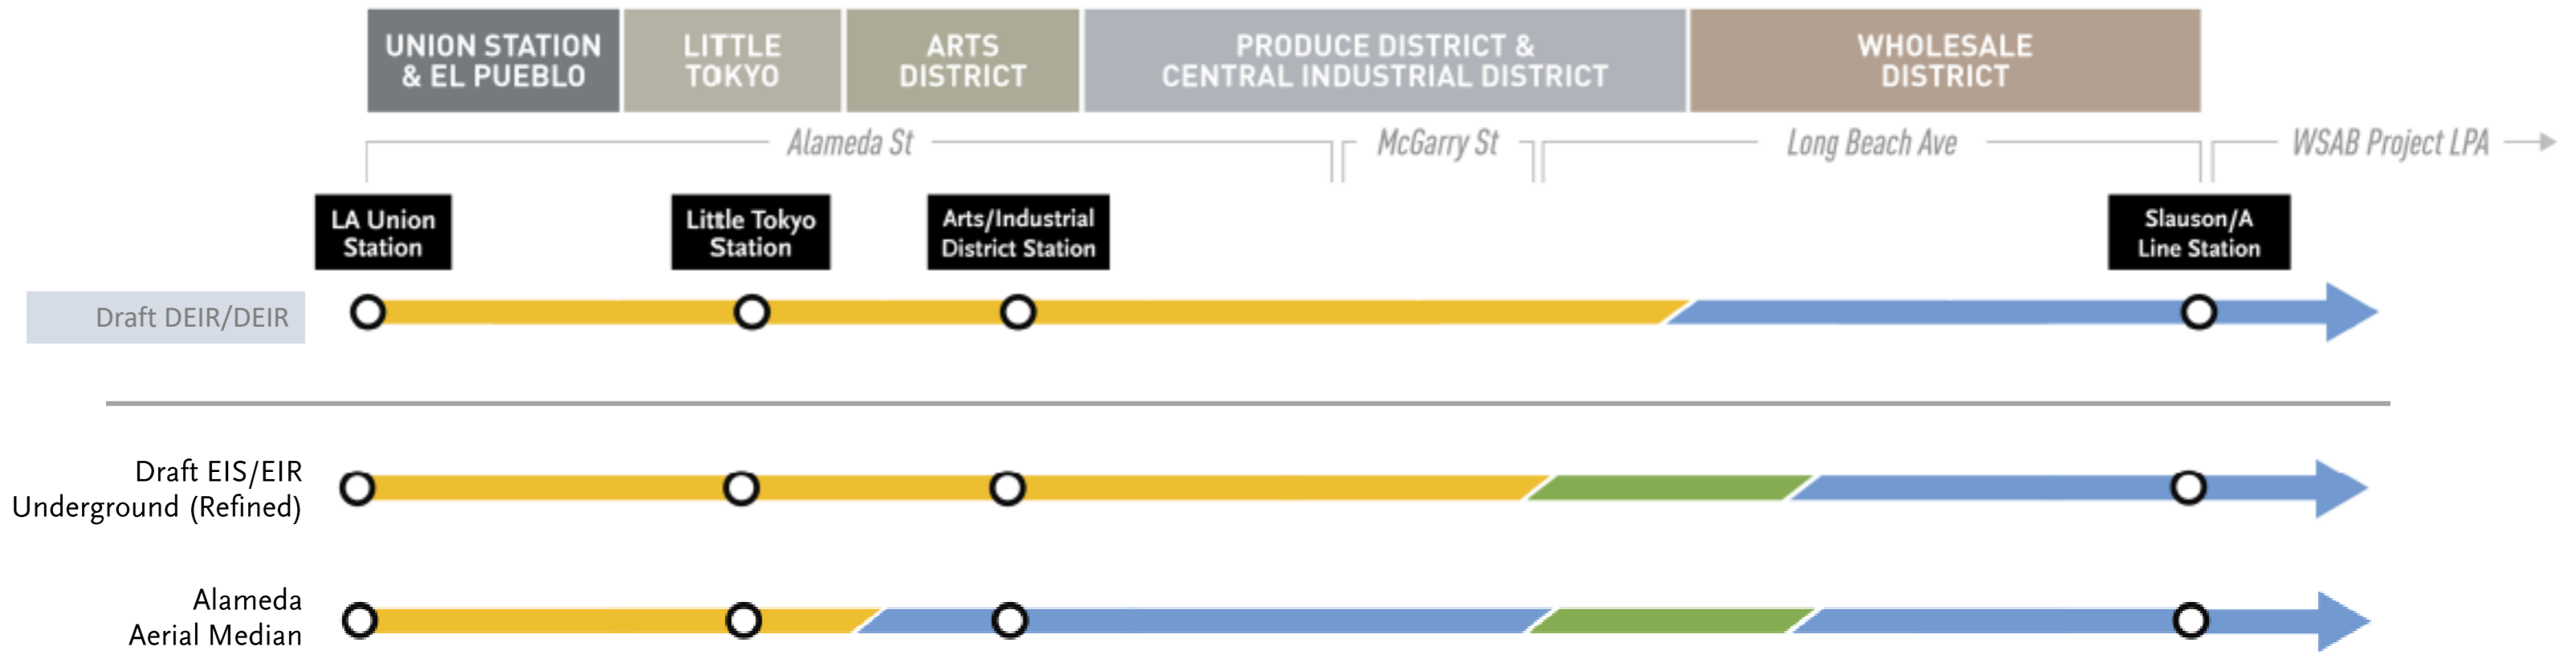 UNION STATION
& EL PUEBLO
LITTLE
TOKYO
ARTS
DISTRICT
PRODUCE DISTRICT &
CENTRAL INDUSTRIAL DISTRICT
WHOLESALE
DISTRICT
Alameda St
McGarry St
Long Beach Ave
WSAB Project LPA
LA Union
Station
Little Tokyo
Station
Arts/Industrial
District Station
Slauson/A
Line Station
Draft DEIR/DEIR
Draft EIS/EIR
Underground (Refined)
Alameda
Aerial Median